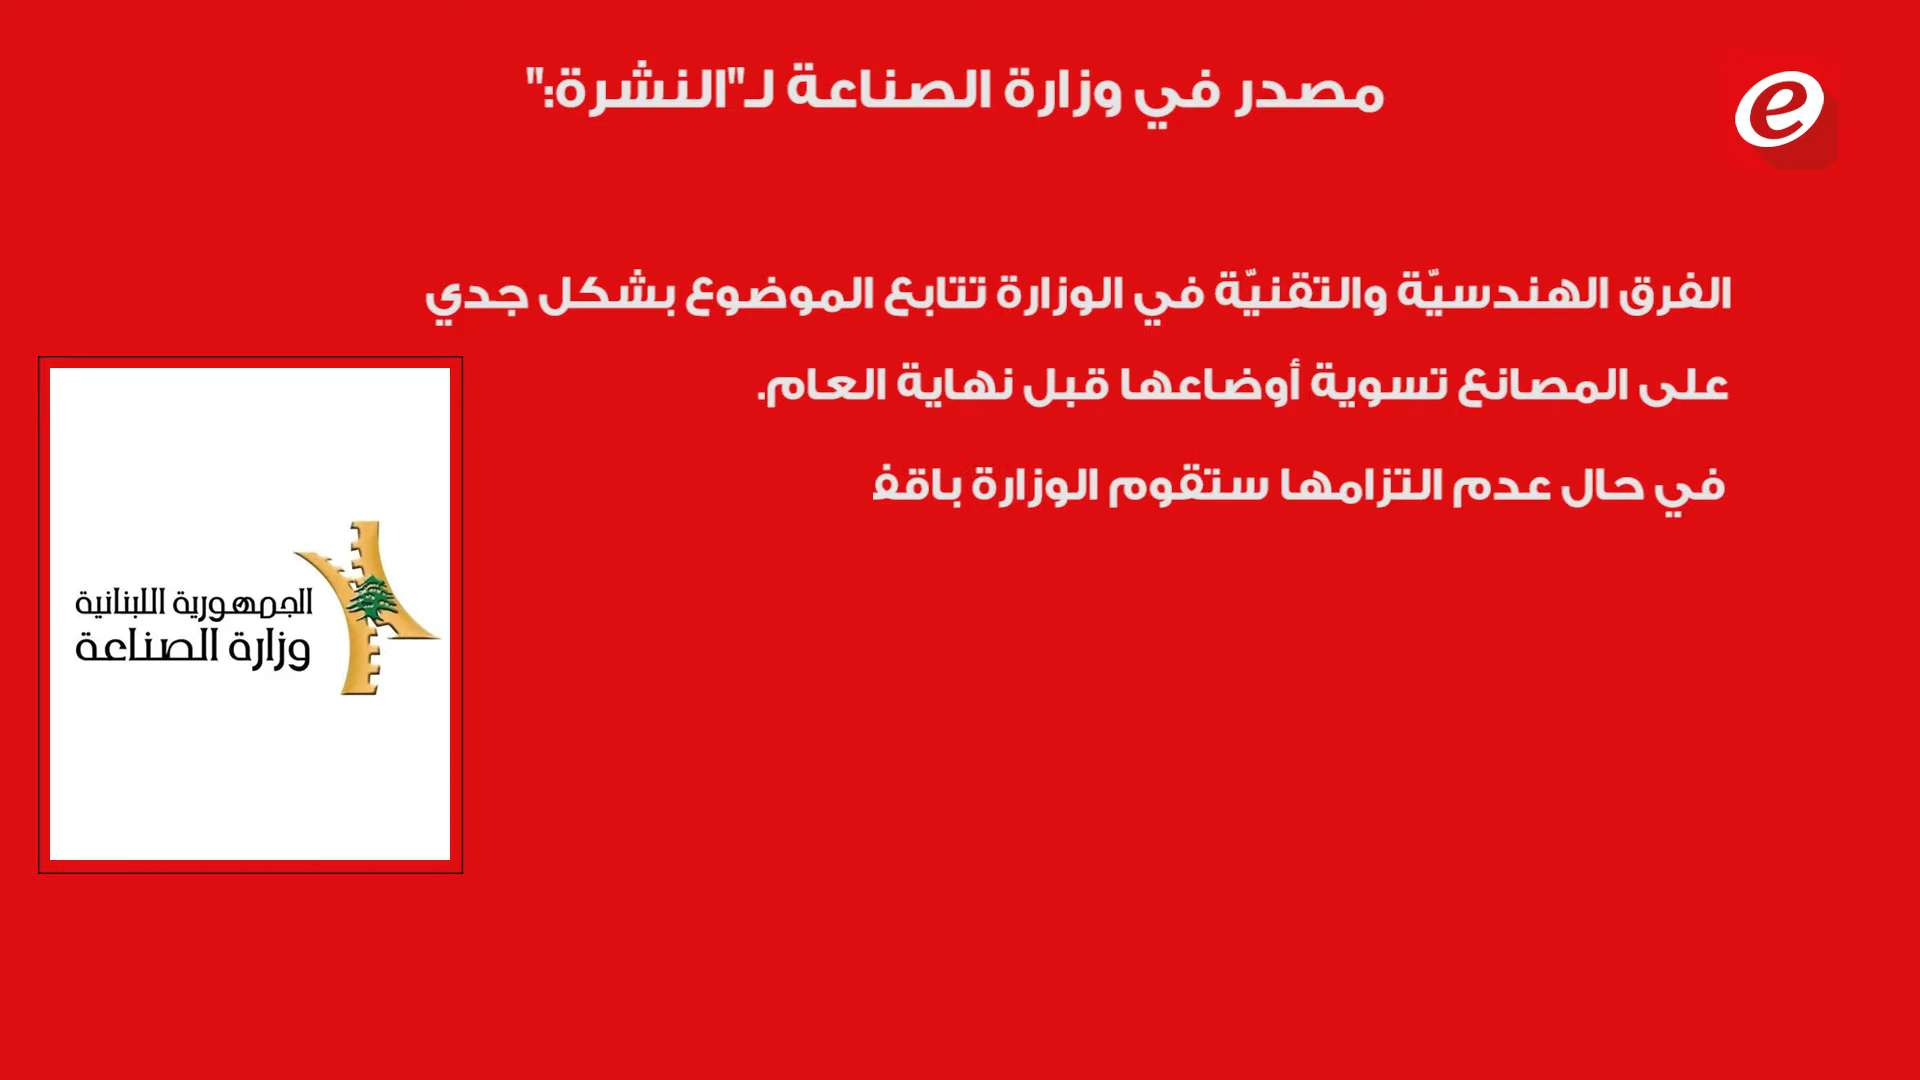 مصدر في وزارة الصناعة لـ"النشرة:"
الفرق الهندسيّة والتقنيّة في الوزارة تتابع الموضوع بشكل جدي
على المصانع تسوية أوضاعها قبل نهاية العام.
في حال عدم التزامها ستقوم الوزارة
الجمهورية اللبنانية
وزارة الصناعة
e